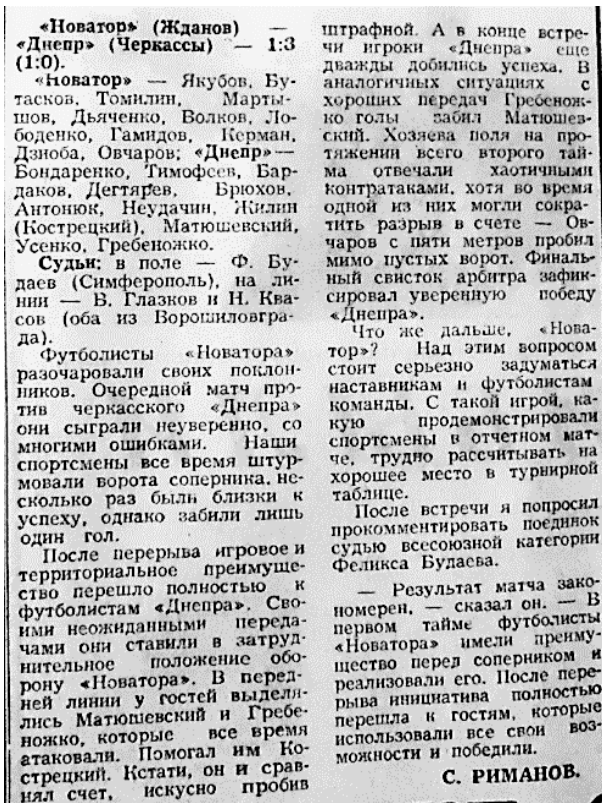 «Новатор» (Жданов) —
«Днепр» (Черкассы) — 1:3
(1:0).
«Новатор» — Якубов, Бу-
тасков, Томилин, Марты-
шов, Дьяченко, Волков, Ло-
боденко, Гамидов, Керман,
Дзноба, Овчаров; «Днепр» —
Бондаренко, Тимофеев, Бар-
даков, Дегтярев, Брюхов,
Антонюк, Неудачин, Жилин
(Кострецкий), Матюшевский,
Усенко, Гребеножко.
Судьи: в поле — Ф. Бу-
даев (Симферополь), на ли-
нии — В. Глазков и Н. Ква-
сов (оба из Ворошиловгра-
да).
Футболисты «Новатора»
разочаровали своих поклон-
ников. Очередной матч про-
тив черкасского «Днепра»
они сыграли неуверенно, со
многими ошибками. Наши
спортсмены все время штур-
мовали ворота соперника, не-
сколько раз были близки к
успеху, однако забили лишь
один гол.
После перерыва игровое и
территориальное преимуще-
ство перешло полностью к
футболистам «Днепра». Сво-
ими неожиданными переда-
чами они ставили в затруд-
нительное положение обо-
рону «Новатора». В перед-
ней линии у гостей выделя-
лись Матюшевский и Гребе-
ножко, которые все время
атаковали. Помогал им Ко-
стрецкий. Кстати, он и срав-
нял счет, искусно пробив
штрафной. А в конце встре-
чи игроки «Днепра» еще
дважды добились успеха. В
аналогичных ситуациях с
хороших передач Гребенож-
ко голы забил Матюшев-
ский. Хозяева поля на про-
тяжении всего второго тай-
ма отвечали хаотичными
контратаками, хотя во время
одной из них могли сокра-
тить разрыв в счете — Ов-
чаров с пяти метров пробил
мимо пустых ворот. Финаль-
ный свисток арбитра зафик-
сировал уверенную победу
«Днепра».
Что же дальше, «Нова-
тор»? Над этим вопросом
стоит серьезно задуматься
наставникам и футболистам
команды. С такой игрой, ка-
кую продемонстрировали
спортсмены в отчетном мат-
че, трудно рассчитывать на
хорошее место в турнирной
таблице.
После встречи я попросил
прокомментировать поединок
судью всесоюзной категории
Феликса Будаева.
— Результат матча зако-
номерен, — сказал он. — В
первом тайме футболисты
«Новатора» имели преиму-
щество перед соперником и
реализовали его. После пере-
рыва инициатива полностью
перешла к гостям, которые
использовали все свои воз-
можности и победили.
С. РИМАНОВ.